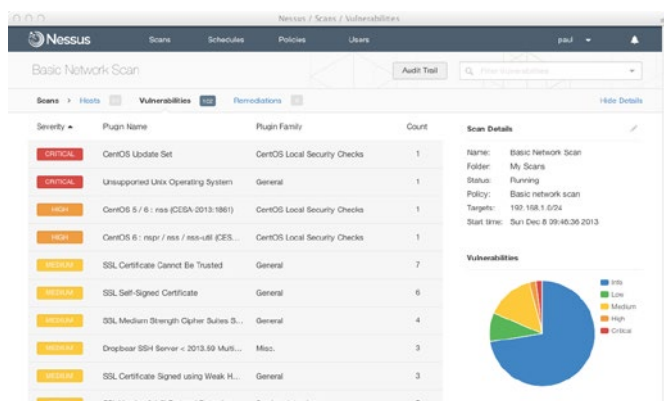 Nessus / Scans / Vulnerabilities
Nessus Scans Schedules Policies Users paul
Basic Network Scan Audit Trail Filter Vulnerabilities
Scans > Hosts Vulnerabilities 102 Remediations Hide Details
Severity Plugin Name Plugin Family Count
CRITICAL CentOS Update Set CentOS Local Security Checks 1
CRITICAL Unsupported Unix Operating System General 1
HIGH CentOS 5 / 6 : nss (CESA-2013:1861) CentOS Local Security Checks 1
HIGH CentOS 6 : nspr / nss / nss-util (CES... CentOS Local Security Checks 1
MEDIUM SSL Certificate Cannot Be Trusted General 7
MEDIUM SSL Self-Signed Certificate General 6
MEDIUM SSL Medium Strength Cipher Suites S... General 4
MEDIUM Dropbear SSH Server < 2013.59 Multi... Misc. 3
MEDIUM SSL Certificate Signed using Weak H... General 3
Scan Details
Name: Basic Network Scan
Folder: My Scans
Status: Running
Policy: Basic network scan
Targets: 192.168.1.0/24
Start time: Sun Dec 8 09:46:36 2013
Vulnerabilities
Info
Low
Medium
High
Critical